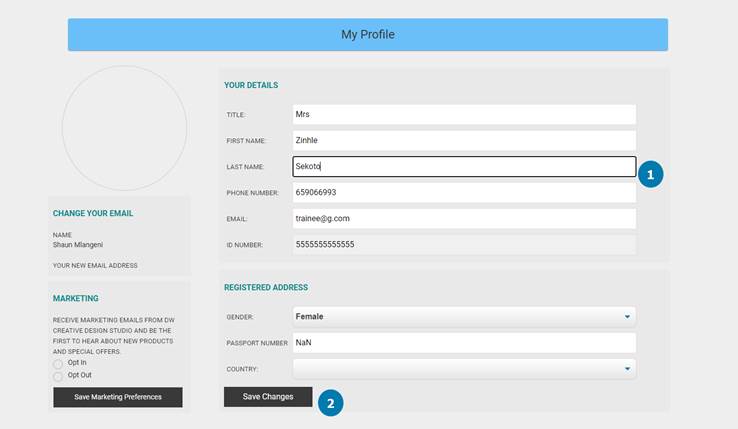 My Profile
YOUR DETAILS
TITLE: Mrs
FIRST NAME: Zinhle
LAST NAME: Sekoto
1
PHONE NUMBER: 659066993
EMAIL: trainee@g.com
ID NUMBER: 5555555555555
CHANGE YOUR EMAIL
NAME
Shaun Mlangeni
YOUR NEW EMAIL ADDRESS
MARKETING
RECEIVE MARKETING EMAILS FROM DW
CREATIVE DESIGN STUDIO AND BE THE
FIRST TO HEAR ABOUT NEW PRODUCTS
AND SPECIAL OFFERS.
Opt In
Opt Out
Save Marketing Preferences
REGISTERED ADDRESS
GENDER: Female
PASSPORT NUMBER NaN
COUNTRY:
Save Changes
2